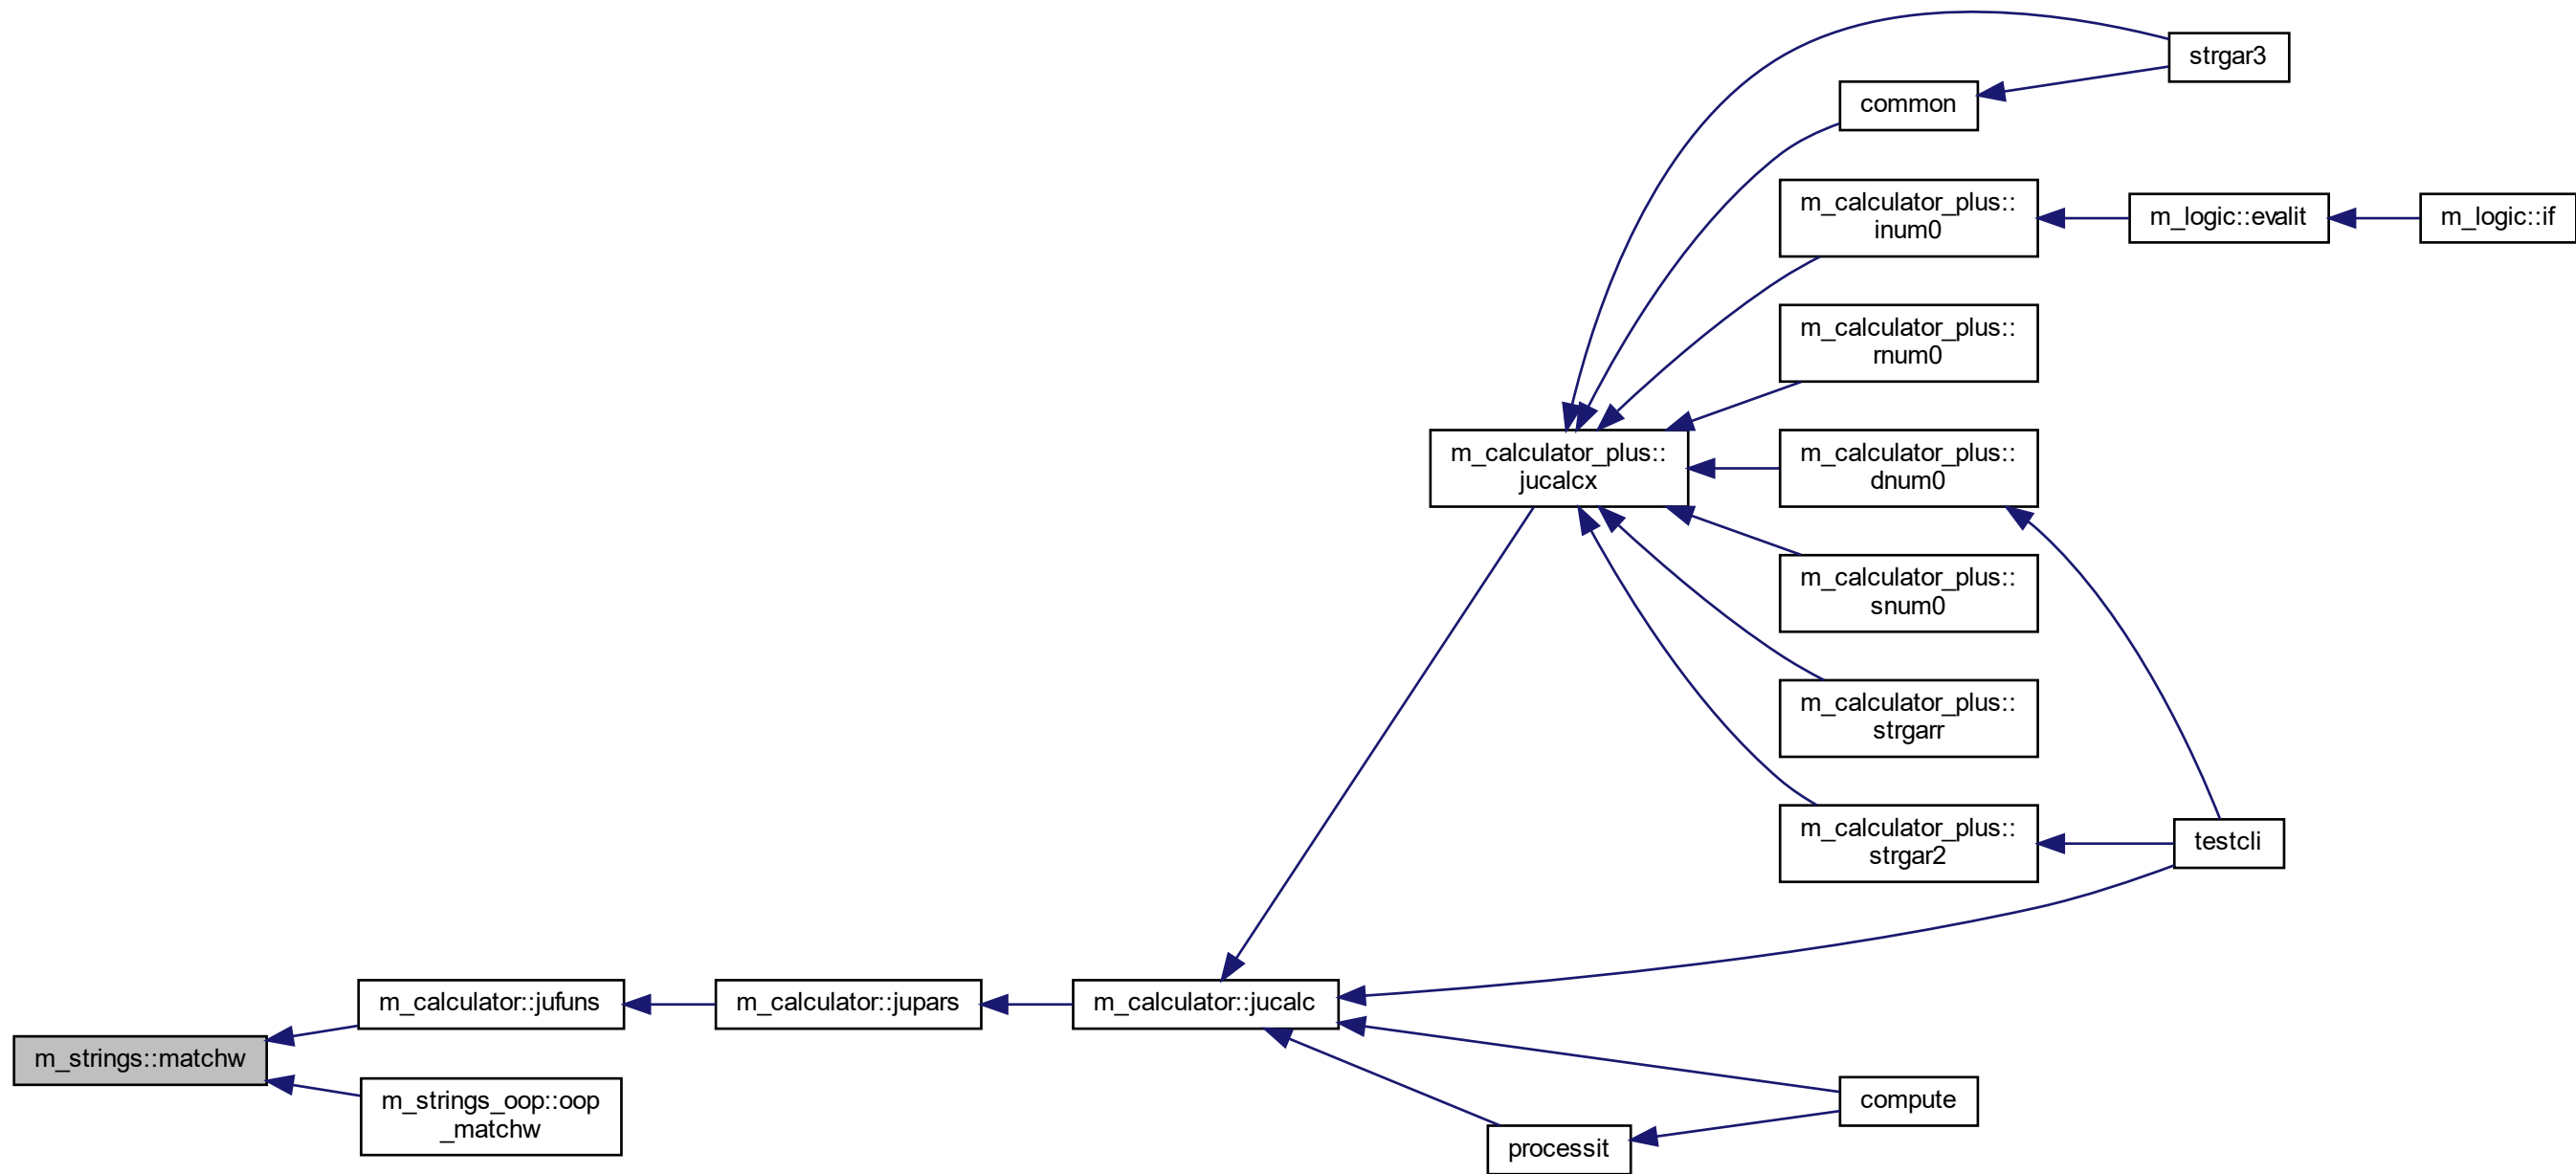 strgar3
common
m_calculator_plus::
inum0
m_logic::evalit
m_logic::if
m_calculator_plus::
rnum0
m_calculator_plus::
jucalcx
m_calculator_plus::
dnum0
m_calculator_plus::
snum0
m_calculator_plus::
strgarr
m_calculator_plus::
strgar2
testcli
m_calculator::jufuns
m_calculator::jupars
m_calculator::jucalc
m_strings::matchw
m_strings_oop::oop
_matchw
compute
processit